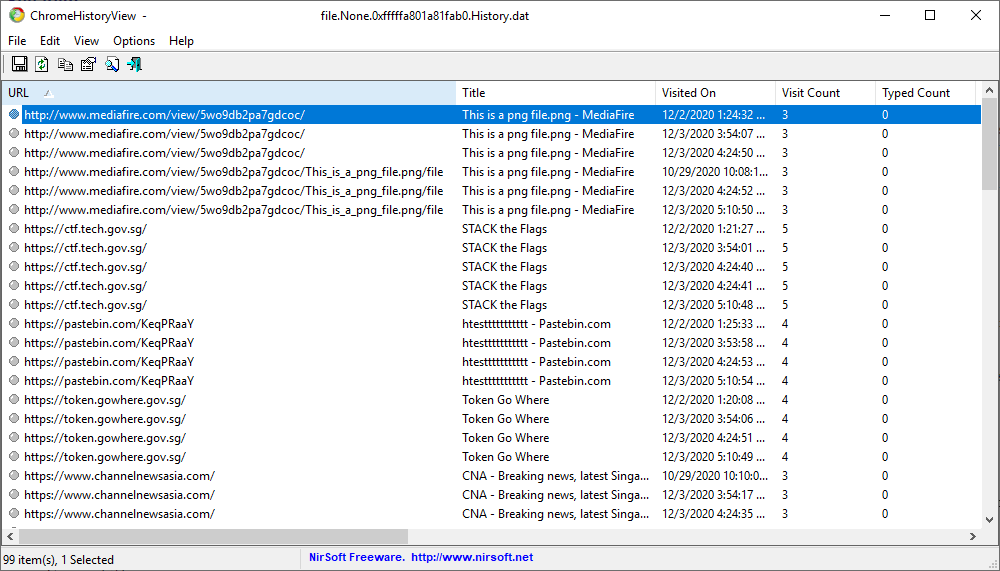 ChromeHistoryView - file.None.0xfffffa801a81fab0.History.dat
File Edit View Options Help
URL Title Visited On Visit Count Typed Count
http://www.mediafire.com/view/5wo9db2pa7gdcoc/ This is a png file.png - MediaFire 12/2/2020 1:24:32 ... 3 0
http://www.mediafire.com/view/5wo9db2pa7gdcoc/ This is a png file.png - MediaFire 12/3/2020 3:54:07 ... 3 0
http://www.mediafire.com/view/5wo9db2pa7gdcoc/ This is a png file.png - MediaFire 12/3/2020 4:24:50 ... 3 0
http://www.mediafire.com/view/5wo9db2pa7gdcoc/This_is_a_png_file.png/file This is a png file.png - MediaFire 10/29/2020 10:08:1... 3 0
http://www.mediafire.com/view/5wo9db2pa7gdcoc/This_is_a_png_file.png/file This is a png file.png - MediaFire 12/3/2020 4:24:52 ... 3 0
http://www.mediafire.com/view/5wo9db2pa7gdcoc/This_is_a_png_file.png/file This is a png file.png - MediaFire 12/3/2020 5:10:50 ... 3 0
https://ctf.tech.gov.sg/ STACK the Flags 12/2/2020 1:21:27 ... 5 0
https://ctf.tech.gov.sg/ STACK the Flags 12/3/2020 3:54:01 ... 5 0
https://ctf.tech.gov.sg/ STACK the Flags 12/3/2020 4:24:40 ... 5 0
https://ctf.tech.gov.sg/ STACK the Flags 12/3/2020 4:24:41 ... 5 0
https://ctf.tech.gov.sg/ STACK the Flags 12/3/2020 5:10:48 ... 5 0
https://pastebin.com/KeqPRaaY htesttttttttttt - Pastebin.com 12/2/2020 1:25:33 ... 4 0
https://pastebin.com/KeqPRaaY htesttttttttttt - Pastebin.com 12/3/2020 3:53:58 ... 4 0
https://pastebin.com/KeqPRaaY htesttttttttttt - Pastebin.com 12/3/2020 4:24:53 ... 4 0
https://pastebin.com/KeqPRaaY htesttttttttttt - Pastebin.com 12/3/2020 5:10:54 ... 4 0
https://token.gowhere.gov.sg/ Token Go Where 12/2/2020 1:20:08 ... 4 0
https://token.gowhere.gov.sg/ Token Go Where 12/3/2020 3:54:06 ... 4 0
https://token.gowhere.gov.sg/ Token Go Where 12/3/2020 4:24:51 ... 4 0
https://token.gowhere.gov.sg/ Token Go Where 12/3/2020 5:10:49 ... 4 0
https://www.channelnewsasia.com/ CNA - Breaking news, latest Singa... 10/29/2020 10:10:0... 3 0
https://www.channelnewsasia.com/ CNA - Breaking news, latest Singa... 12/3/2020 3:54:17 ... 3 0
https://www.channelnewsasia.com/ CNA - Breaking news, latest Singa... 12/3/2020 4:24:35 ... 3 0
99 item(s), 1 Selected NirSoft Freeware. http://www.nirsoft.net